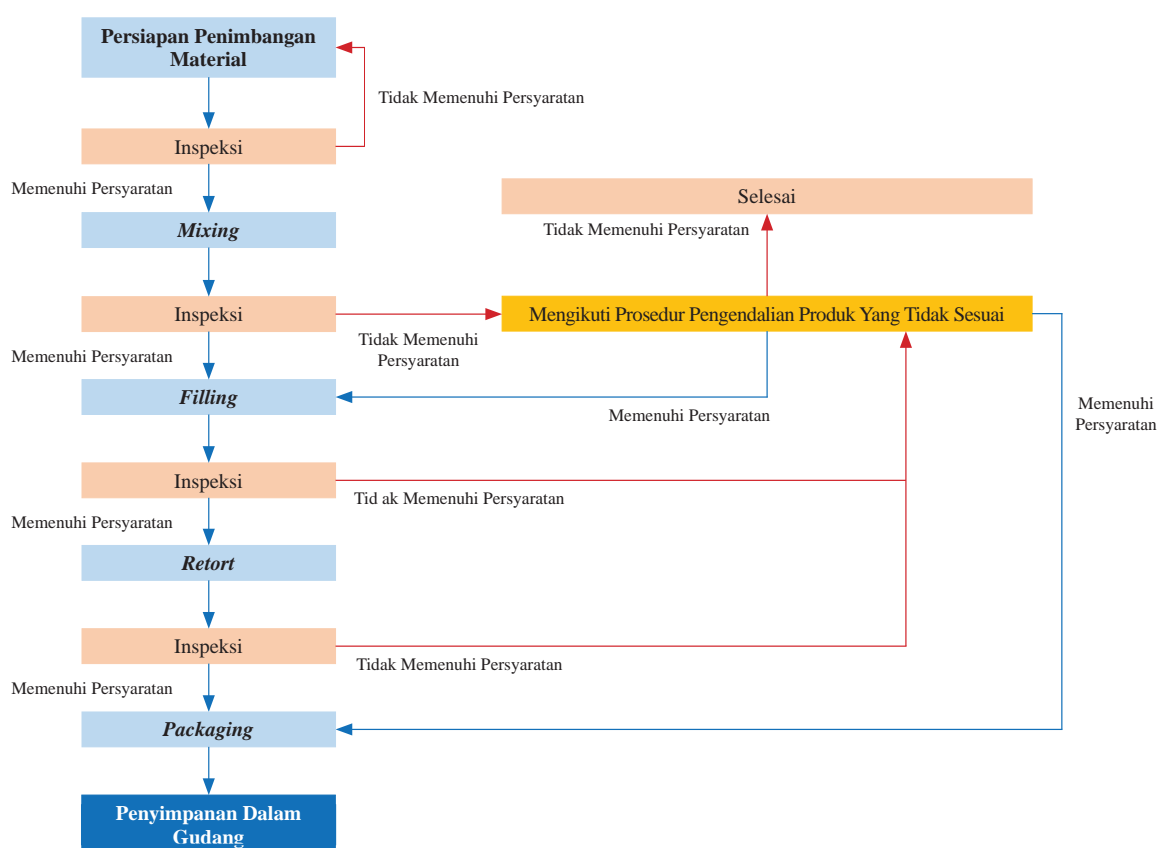 Persiapan Penimbangan
Material
Tidak Memenuhi Persyaratan
Inspeksi
Memenuhi Persyaratan
Selesai
Mixing
Tidak Memenuhi Persyaratan
Inspeksi
Mengikuti Prosedur Pengendalian Produk Yang Tidak Sesuai
Memenuhi Persyaratan
Tidak Memenuhi
Persyaratan
Filling
Memenuhi Persyaratan
Memenuhi
Persyaratan
Inspeksi
Tid ak Memenuhi Persyaratan
Memenuhi Persyaratan
Retort
Inspeksi
Tidak Memenuhi Persyaratan
Memenuhi Persyaratan
Packaging
Penyimpanan Dalam
Gudang